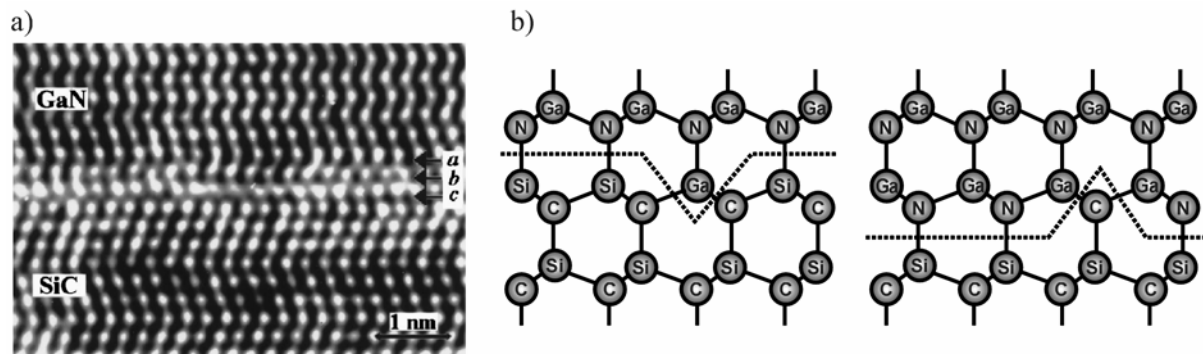 a)
GaN
a
b
c
SiC
1 nm
b)
Ga Ga Ga Ga
N N N N
Si Si Ga Si
C C C C
Si Si Si Si
C C C C
Ga Ga Ga Ga
N N N N
Ga Ga Ga Ga
N N C N
Si Si Si Si
C C C C